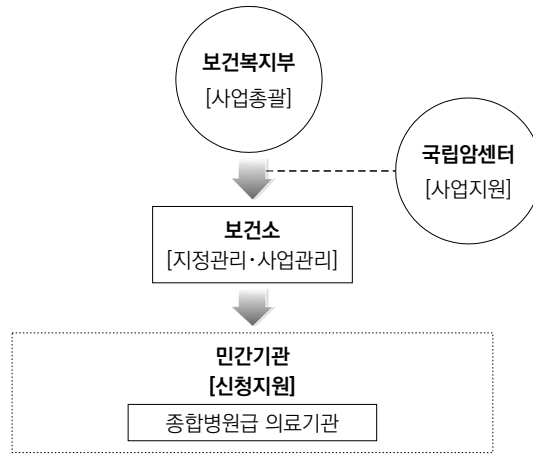 보건복지부
[사업총괄]
국립암센터
[사업지원]
보건소
[지정관리·사업관리]
민간기관
[신청지원]
종합병원급 의료기관